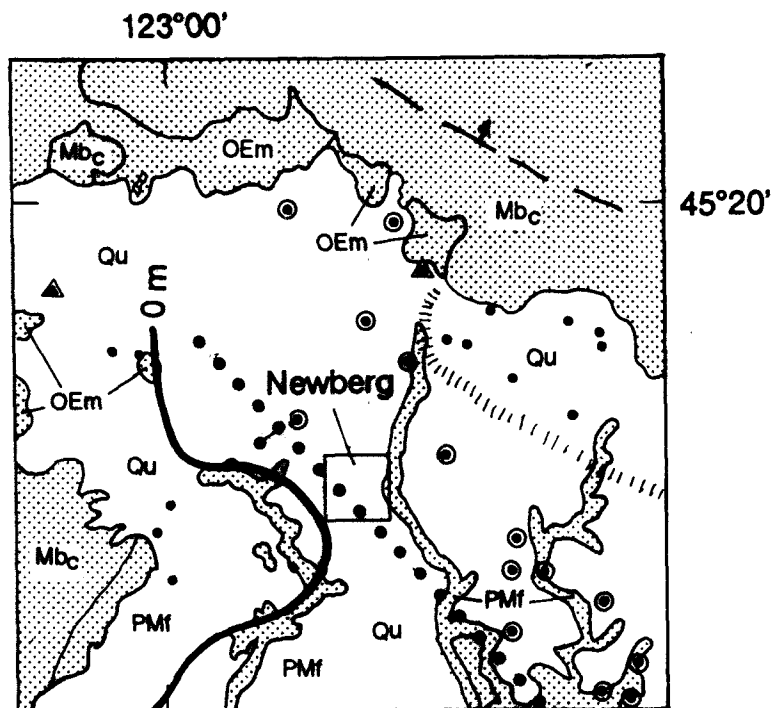 123°00'
Mbc
OEm
OEm
Mbc
45°20'
Qu
0 m
Qu
OEm
Newberg
Qu
Mbc
PMf
PMf
Qu
PMf